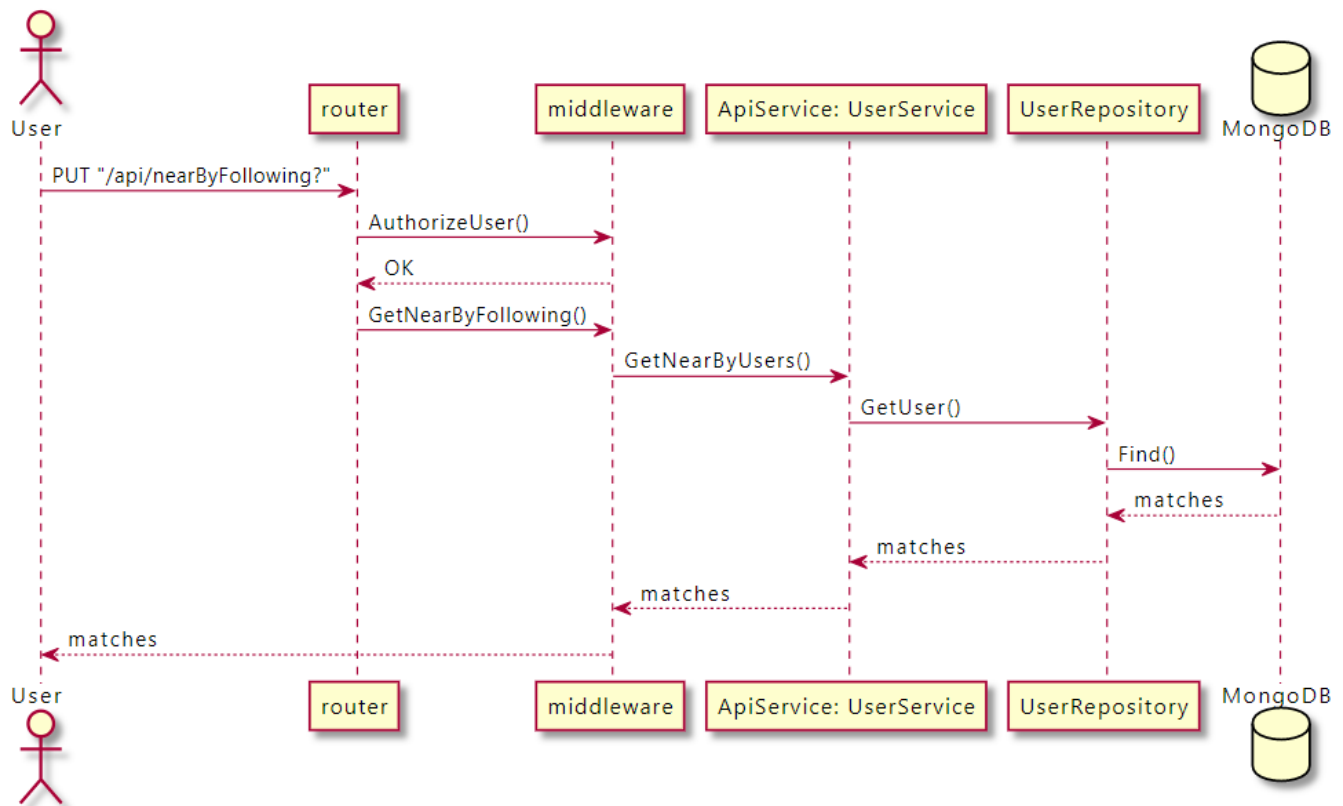 User
router
middleware
ApiService: UserService
UserRepository
MongoDB
PUT "/api/nearByFollowing?"
AuthorizeUser()
OK
GetNearByFollowing()
GetNearByUsers()
GetUser()
Find()
matches
matches
matches
matches
User
router
middleware
ApiService: UserService
UserRepository
MongoDB